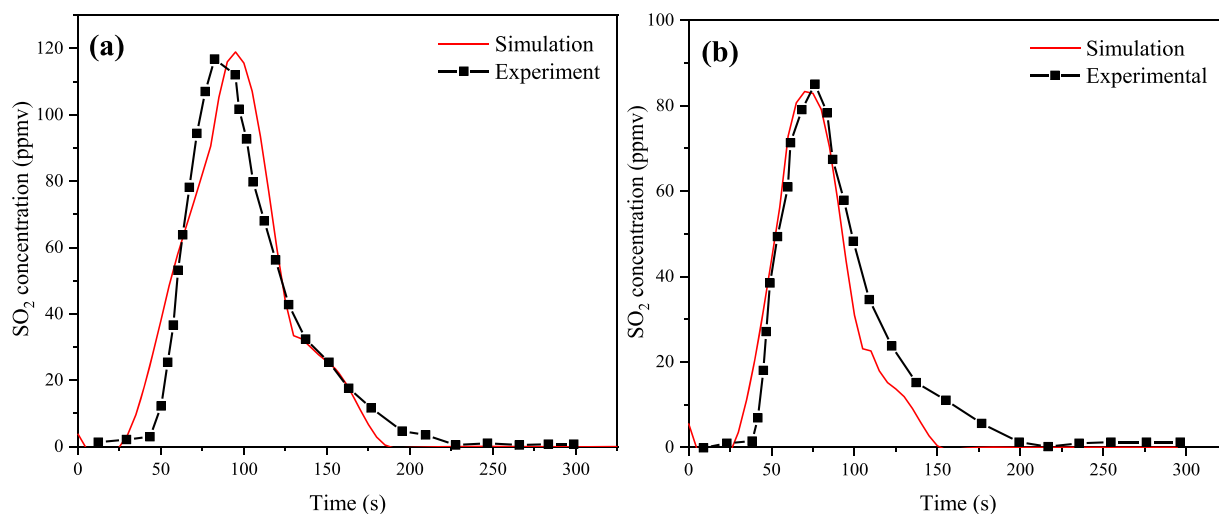 (a)
Simulation
Experiment
SO₂ concentration (ppmv)
120
100
80
60
40
20
0
0 50 100 150 200 250 300
Time (s)
(b)
Simulation
Experimental
SO₂ concentration (ppmv)
100
80
60
40
20
0
0 50 100 150 200 250 300
Time (s)